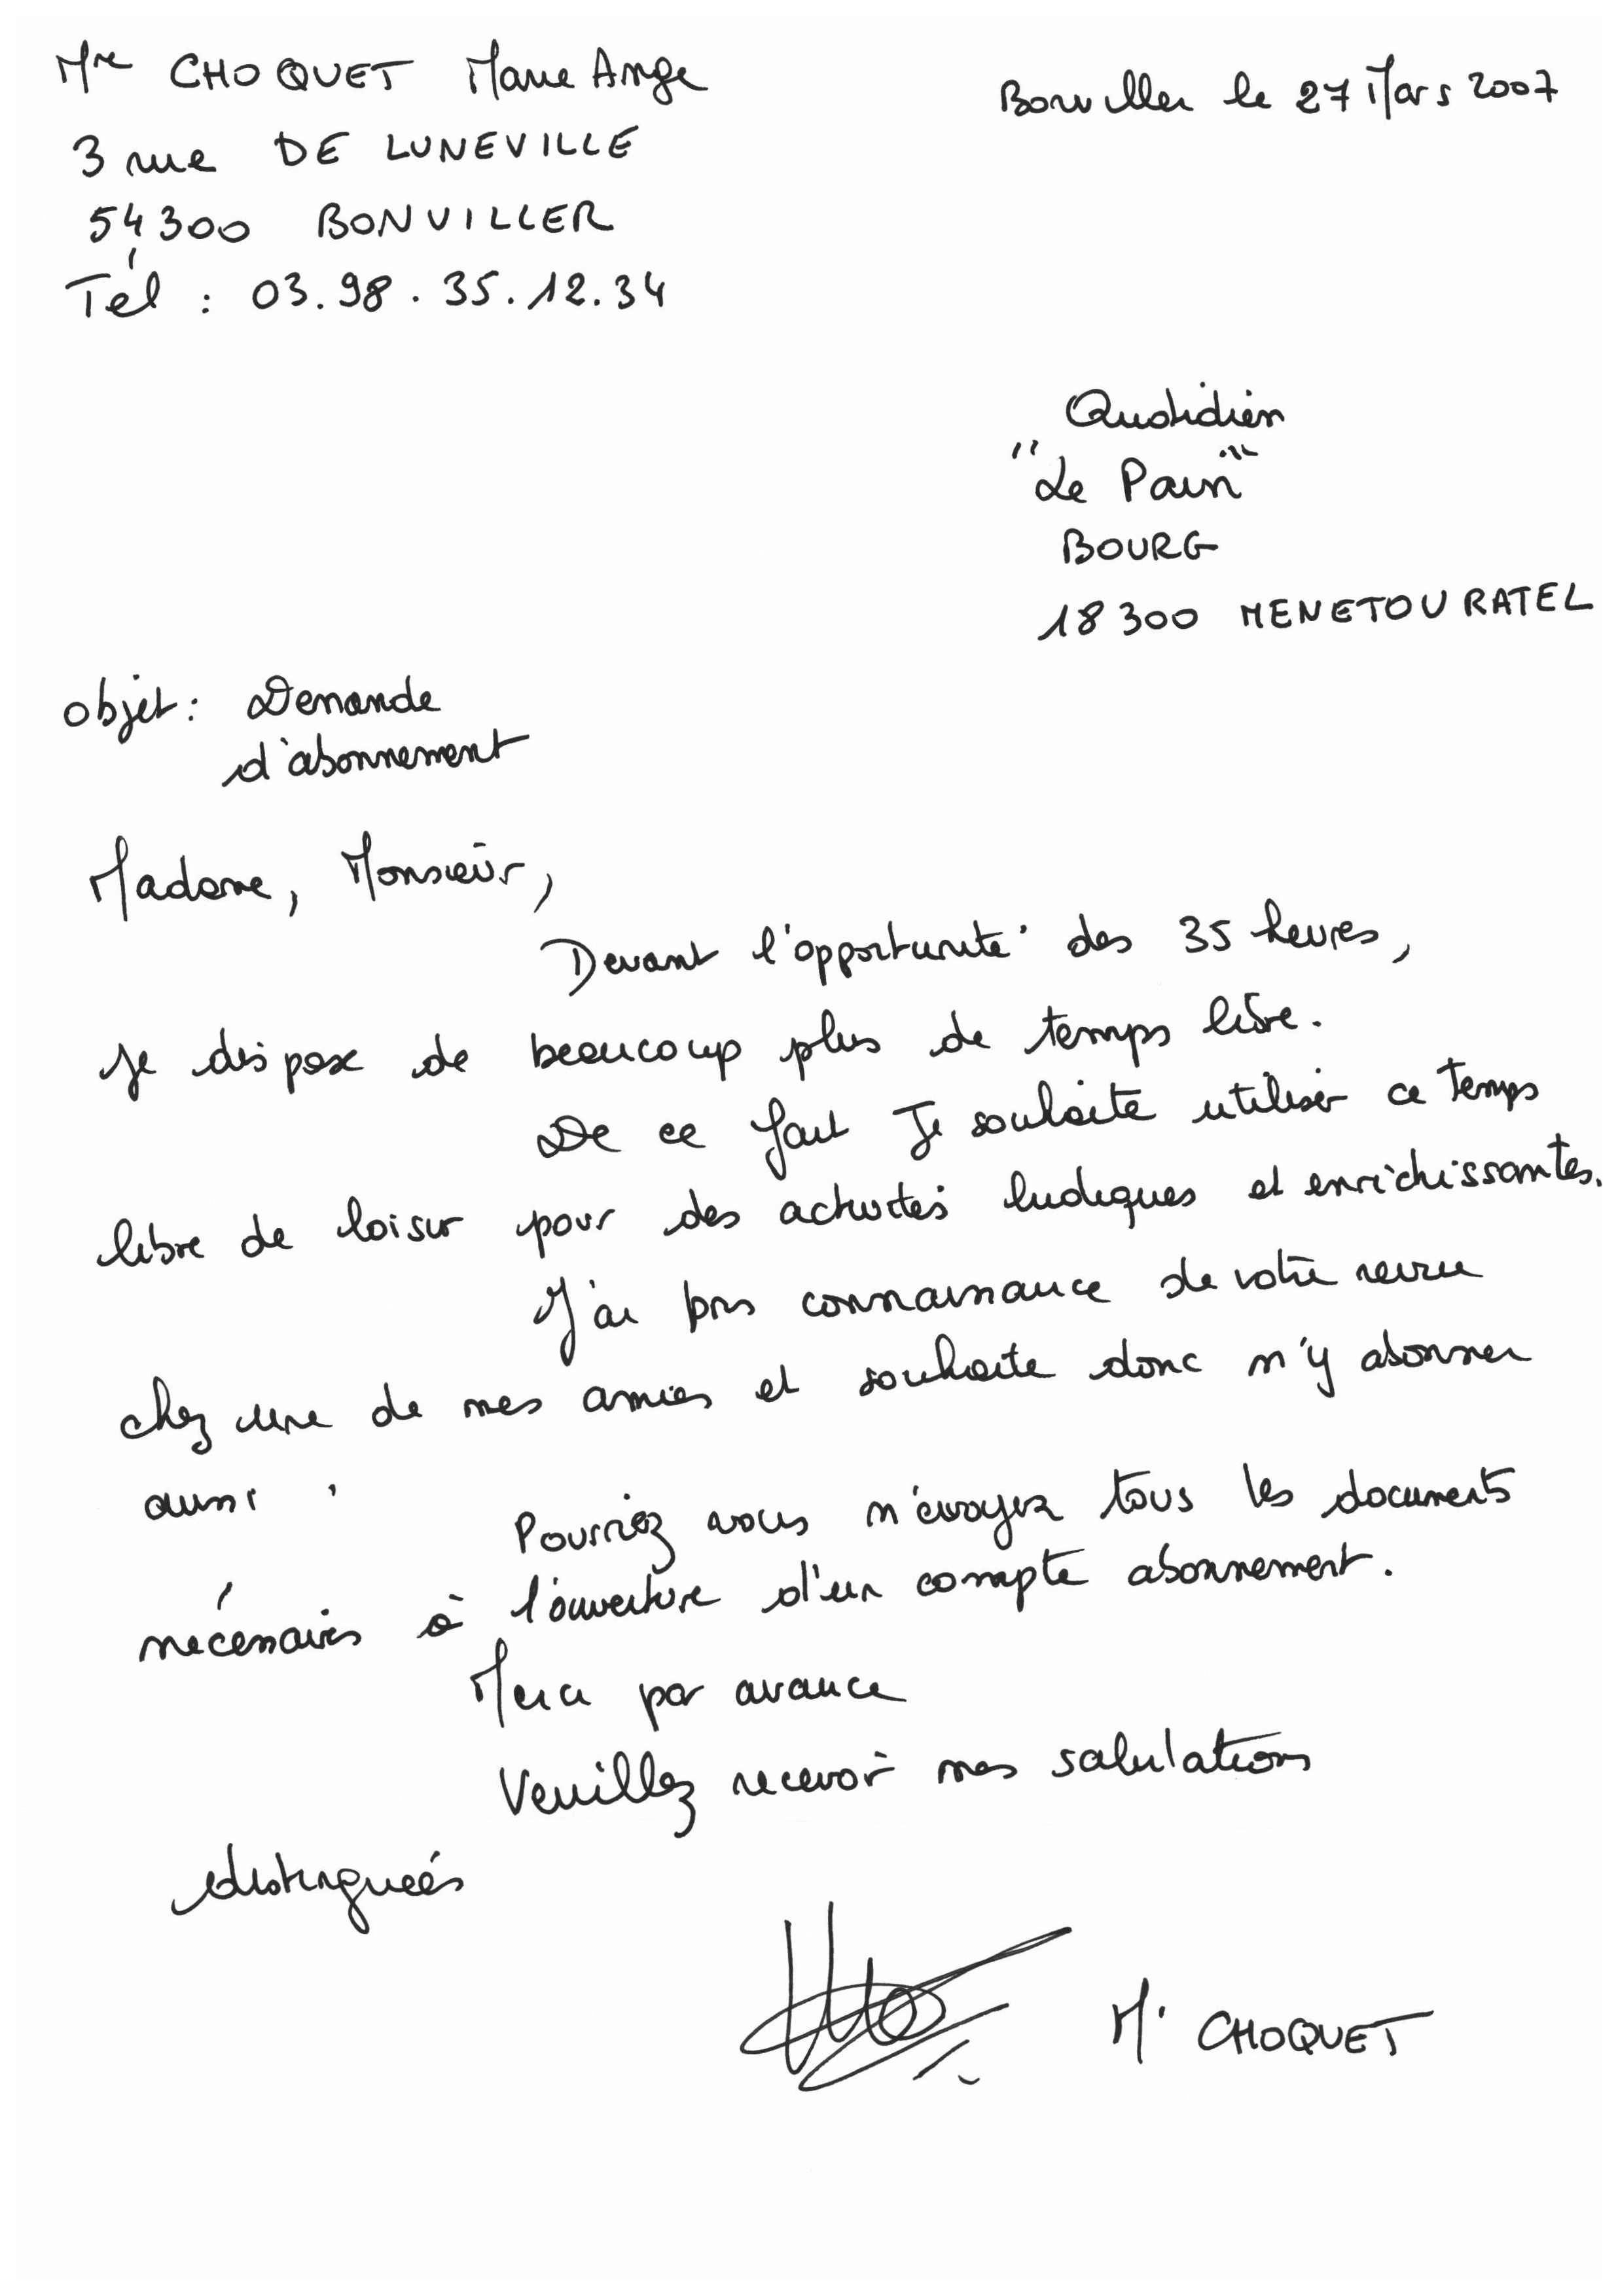 Mme CHOQUET Marie Ange
Bonviller le 27 Mars 2007
3 rue DE LUNEVILLE
54300 BONVILLER
Tél : 03.98.35.12.34
Quotidien
"Le Pain"
BOURG
18300 MENETOU RATEL
objet : Demande
d'abonnement
Madame, Monsieur,
Devant l'opportunité des 35 heures,
je dispose de beaucoup plus de temps libre.
De ce fait Je souhaite utiliser ce temps
libre de loisir pour des activités ludiques et enrichissantes.
J'ai pris connaissance de votre revue
chez une de mes amies et souhaite donc m'y abonner
aussi.
Pourriez vous m'envoyez tous les documents
nécessaires à l'ouverture d'un compte abonnement.
Merci par avance
Veuillez recevoir mes salutations
distinguées
M. CHOQUET